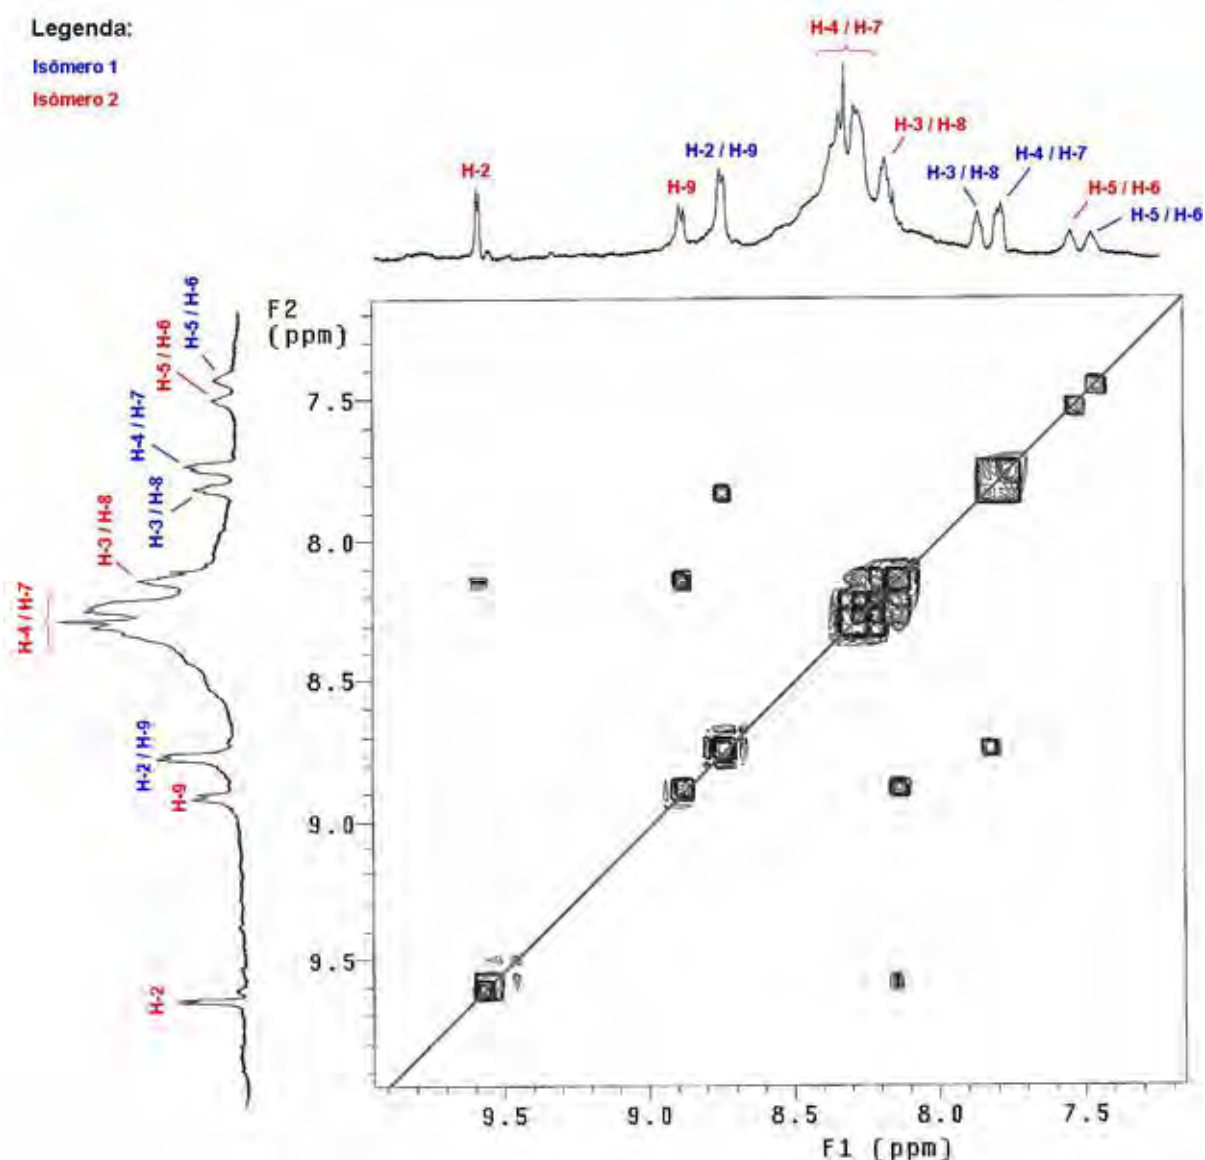 Legenda:
Isômero 1
Isômero 2
H-4 / H-7
H-3 / H-8
H-2 / H-9
H-4 / H-7
H-2
H-9
H-3 / H-8
H-5 / H-6
H-5 / H-6
F2
(ppm)
H-5 / H-6
H-5 / H-6
H-4 / H-7
H-3 / H-8
H-3 / H-8
H-4 / H-7
H-2 / H-9
H-9
H-2
7.5
8.0
8.5
9.0
9.5
9.5 9.0 8.5 8.0 7.5
F1 (ppm)